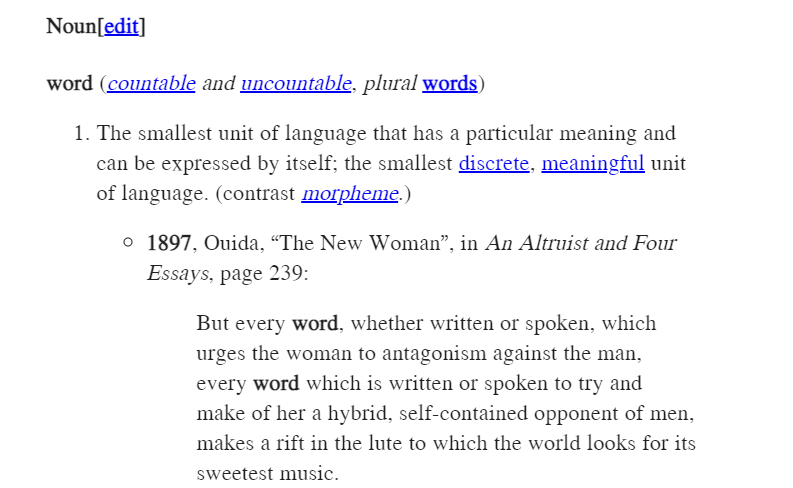 Noun[edit]
word (countable and uncountable, plural words)
1. The smallest unit of language that has a particular meaning and
can be expressed by itself; the smallest discrete, meaningful unit
of language. (contrast morpheme.)
○ 1897, Ouida, “The New Woman”, in An Altruist and Four
Essays, page 239:
But every word, whether written or spoken, which
urges the woman to antagonism against the man,
every word which is written or spoken to try and
make of her a hybrid, self-contained opponent of men,
makes a rift in the lute to which the world looks for its
sweetest music.